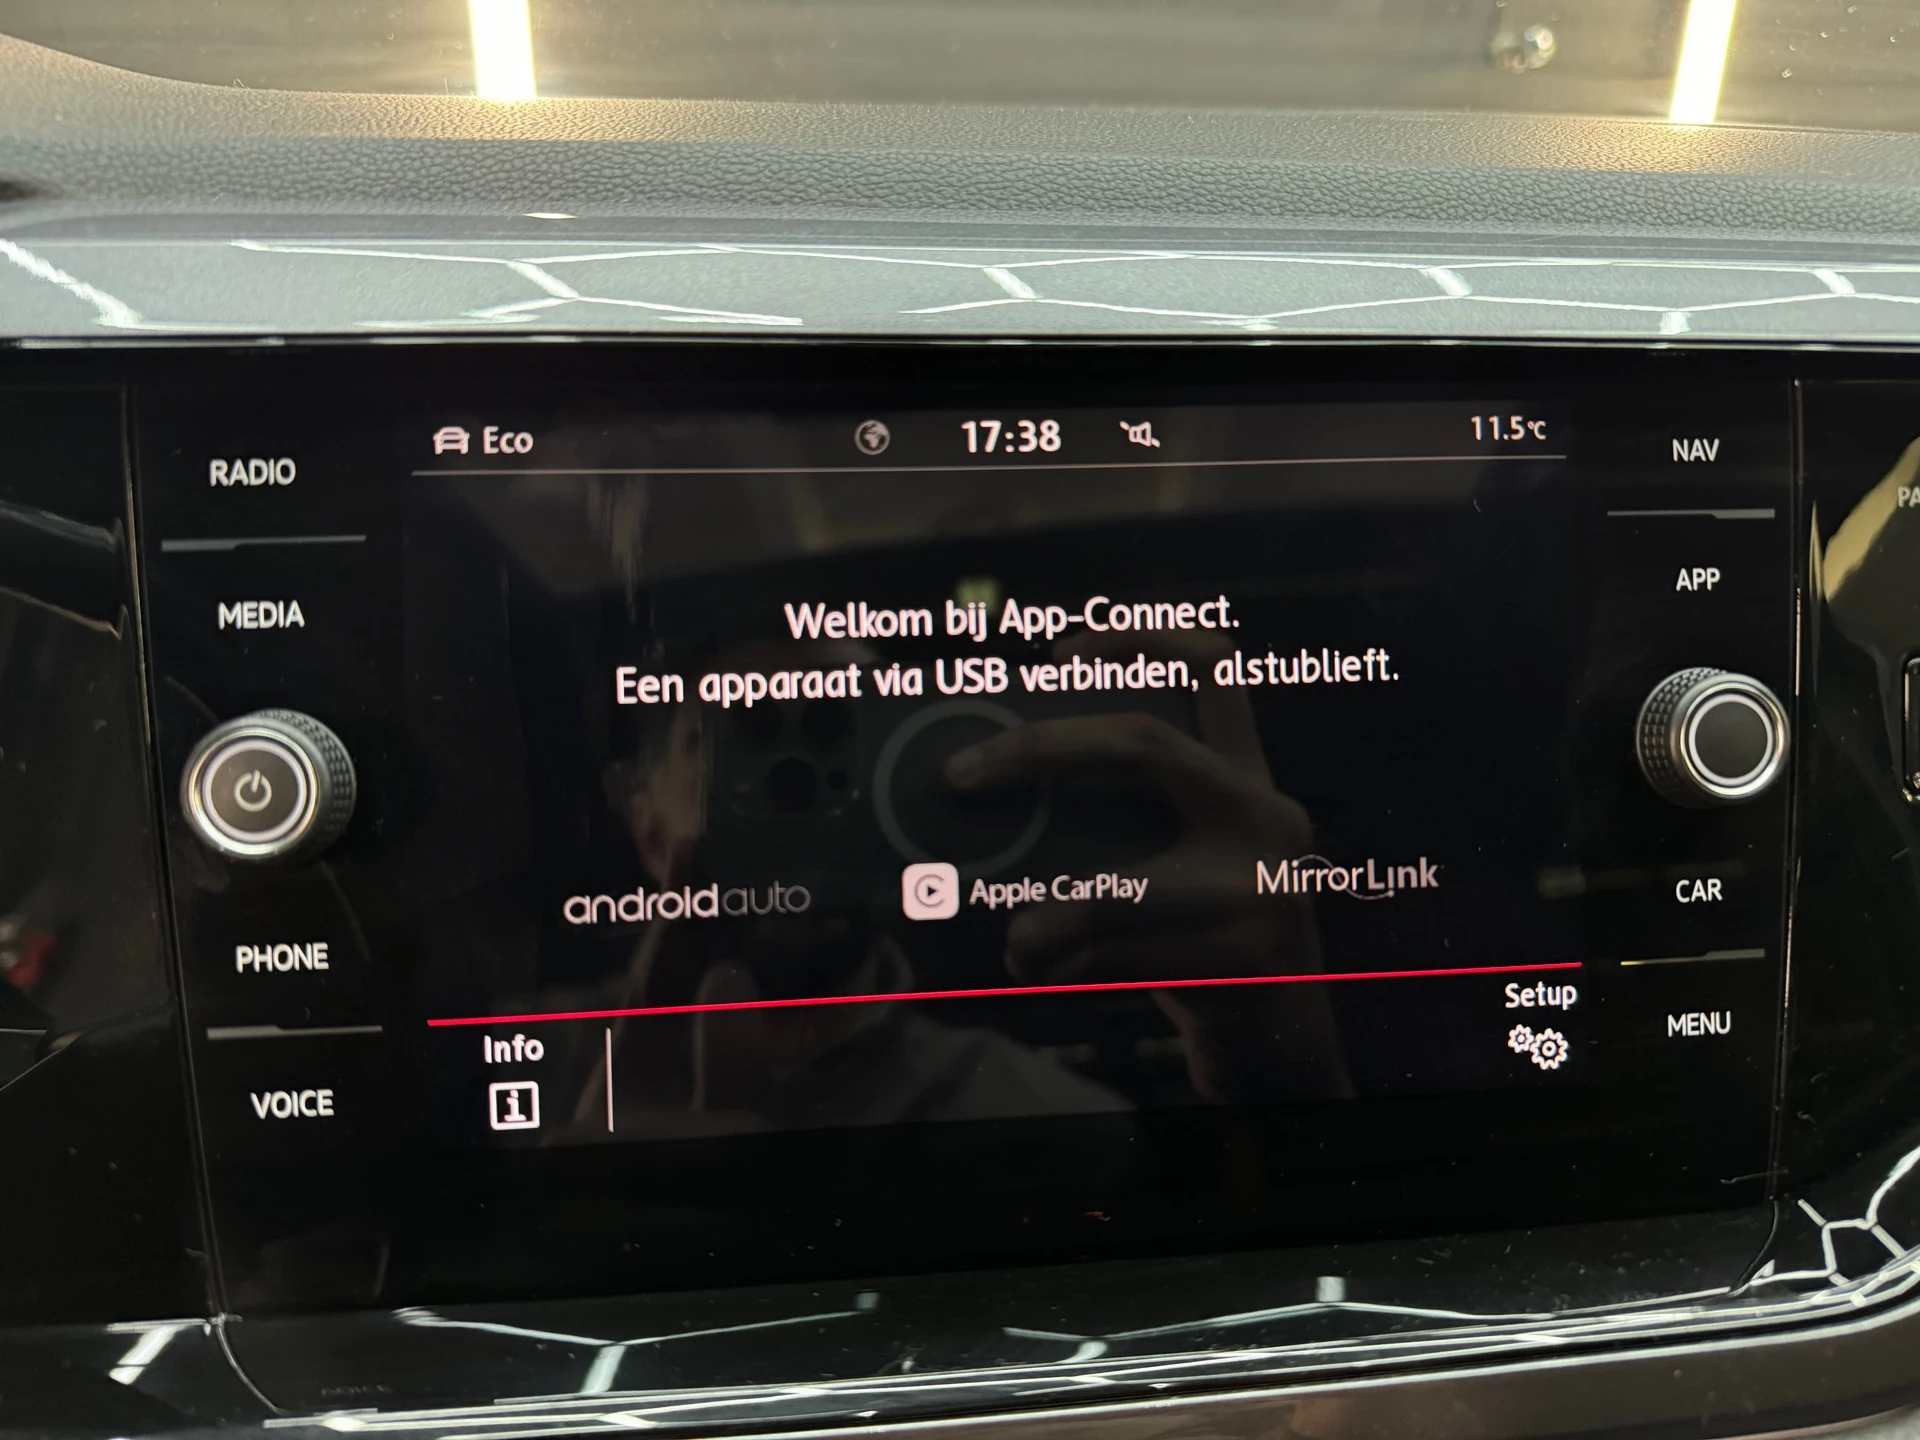 Eco
17:38
11.5°C
RADIO
MEDIA
PHONE
VOICE
Welkom bij App-Connect.
Een apparaat via USB verbinden, alstublieft.
androidauto
Apple CarPlay
MirrorLink
Info
Setup
NAV
APP
CAR
MENU